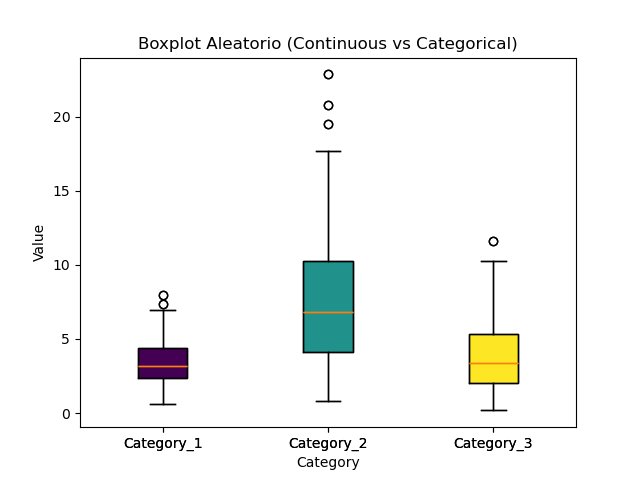 Boxplot Aleatorio (Continuous vs Categorical)
Value
20
15
10
5
0
Category_1 Category_2 Category_3
Category